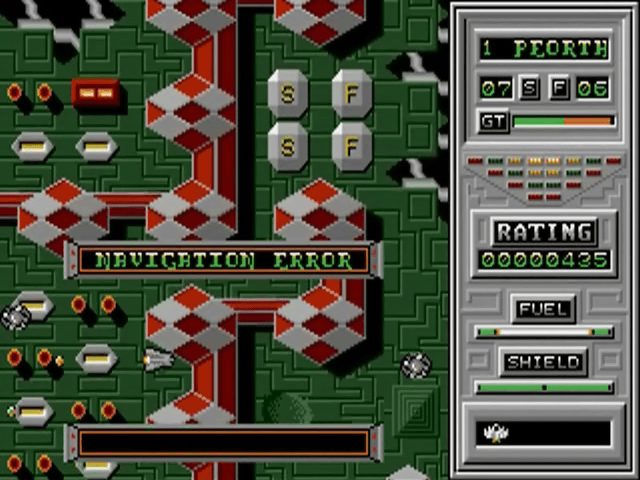 1 PEORTH
07 S F 06
GT
S F
S F
RATING
00000435
NAVIGATION ERROR
FUEL
SHIELD